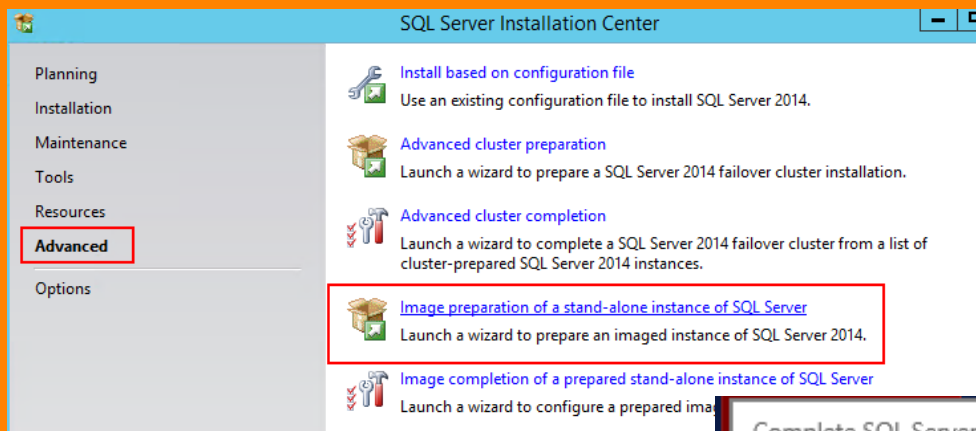 SQL Server Installation Center
Planning
Installation
Maintenance
Tools
Resources
Advanced
Options
Install based on configuration file
Use an existing configuration file to install SQL Server 2014.
Advanced cluster preparation
Launch a wizard to prepare a SQL Server 2014 failover cluster installation.
Advanced cluster completion
Launch a wizard to complete a SQL Server 2014 failover cluster from a list of
cluster-prepared SQL Server 2014 instances.
Image preparation of a stand-alone instance of SQL Server
Launch a wizard to prepare an imaged instance of SQL Server 2014.
Image completion of a prepared stand-alone instance of SQL Server
Launch a wizard to configure a prepared
Complete SQL Server